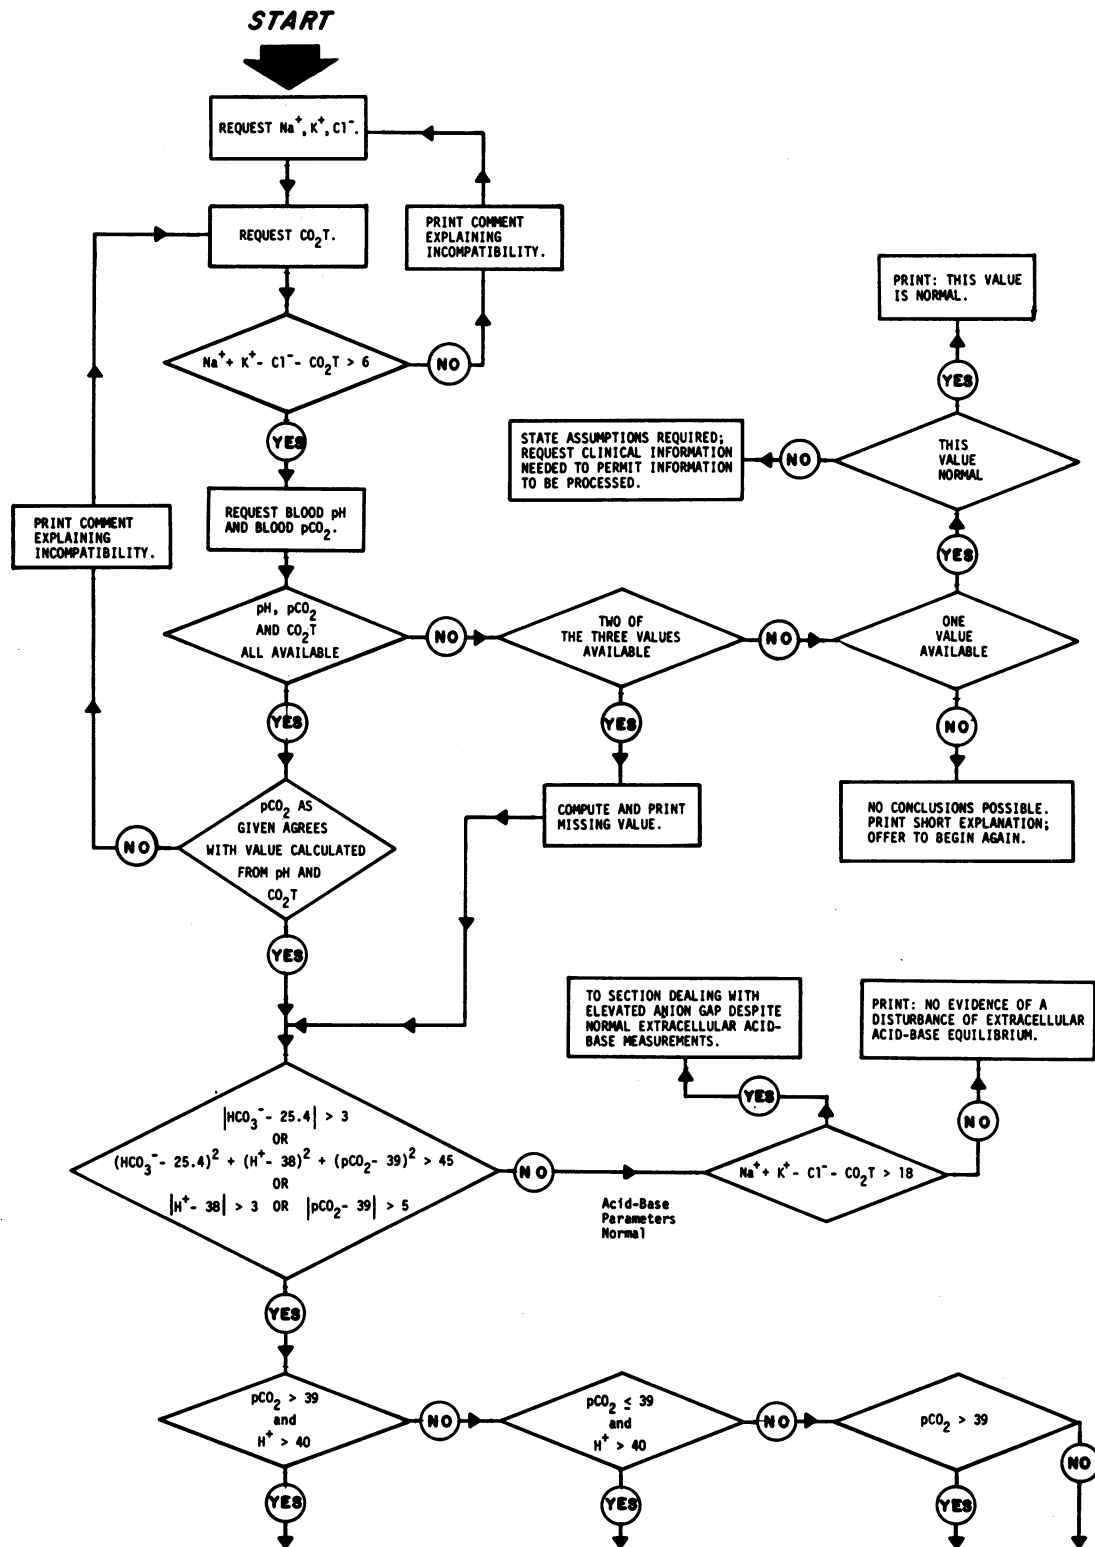 START
REQUEST Na⁺, K⁺, Cl⁻.
REQUEST CO₂T.
PRINT COMMENT
EXPLAINING
INCOMPATIBILITY.
Na⁺ + K⁺ - Cl⁻ - CO₂T > 6
NO
YES
PRINT: THIS VALUE
IS NORMAL.
YES
THIS
VALUE
NORMAL
NO
STATE ASSUMPTIONS REQUIRED;
REQUEST CLINICAL INFORMATION
NEEDED TO PERMIT INFORMATION
TO BE PROCESSED.
REQUEST BLOOD pH
AND BLOOD pCO₂.
PRINT COMMENT
EXPLAINING
INCOMPATIBILITY.
YES
pH, pCO₂
AND CO₂T
ALL AVAILABLE
NO
TWO OF
THE THREE VALUES
AVAILABLE
NO
ONE
VALUE
AVAILABLE
YES
YES
NO
pCO₂ AS
GIVEN AGREES
WITH VALUE CALCULATED
FROM pH AND
CO₂T
NO
COMPUTE AND PRINT
MISSING VALUE.
NO CONCLUSIONS POSSIBLE.
PRINT SHORT EXPLANATION;
OFFER TO BEGIN AGAIN.
YES
TO SECTION DEALING WITH
ELEVATED ANION GAP DESPITE
NORMAL EXTRACELLULAR ACID-
BASE MEASUREMENTS.
PRINT: NO EVIDENCE OF A
DISTURBANCE OF EXTRACELLULAR
ACID-BASE EQUILIBRIUM.
YES
NO
|HCO₃⁻ - 25.4| > 3
OR
(HCO₃⁻ - 25.4)² + (H⁺ - 38)² + (pCO₂ - 39)² > 45
OR
|H⁺ - 38| > 3 OR |pCO₂ - 39| > 5
NO
Na⁺ + K⁺ - Cl⁻ - CO₂T > 18
Acid-Base
Parameters
Normal
YES
pCO₂ > 39
and
H⁺ > 40
NO
pCO₂ ≤ 39
and
H⁺ > 40
NO
pCO₂ > 39
NO
YES
YES
YES